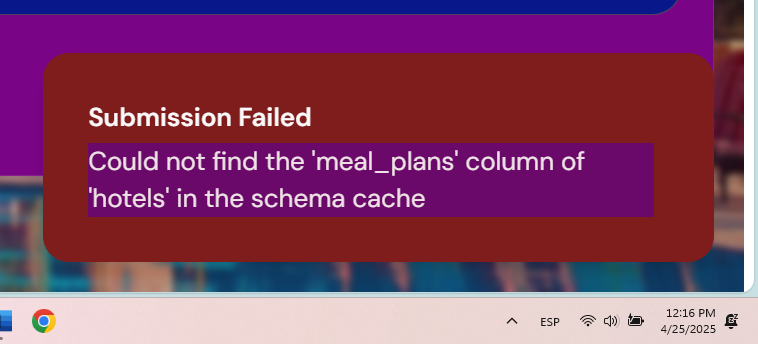 Submission Failed
Could not find the 'meal_plans' column of
'hotels' in the schema cache
ESP
12:16 PM
4/25/2025